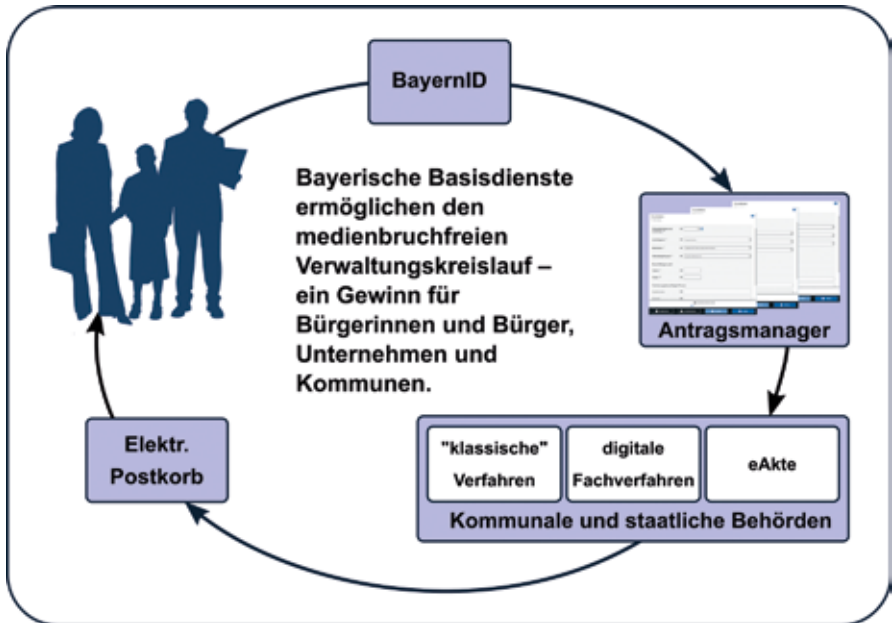 BayernID
Bayerische Basisdienste
ermöglichen den
medienbruchfreien
Verwaltungskreislauf –
ein Gewinn für
Bürgerinnen und Bürger,
Unternehmen und
Kommunen.
Antragsmanager
"klassische"
Verfahren
digitale
Fachverfahren
eAkte
Kommunale und staatliche Behörden
Elektr.
Postkorb